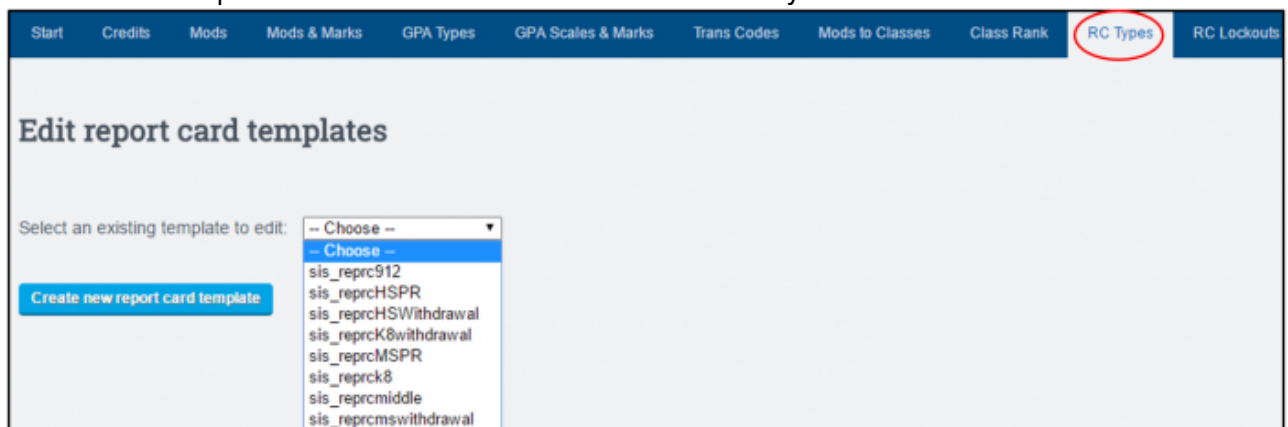 Start Credits Mods Mods & Marks GPA Types GPA Scales & Marks Trans Codes Mods to Classes Class Rank RC Types RC Lockouts
Edit report card templates
Select an existing template to edit: -- Choose --
-- Choose --
sis_reprc912
Create new report card template sis_reprcHSPR
sis_reprcHSWithdrawal
sis_reprcK8withdrawal
sis_reprcMSPR
sis_reprck8
sis_reprcmiddle
sis_reprcmswithdrawal